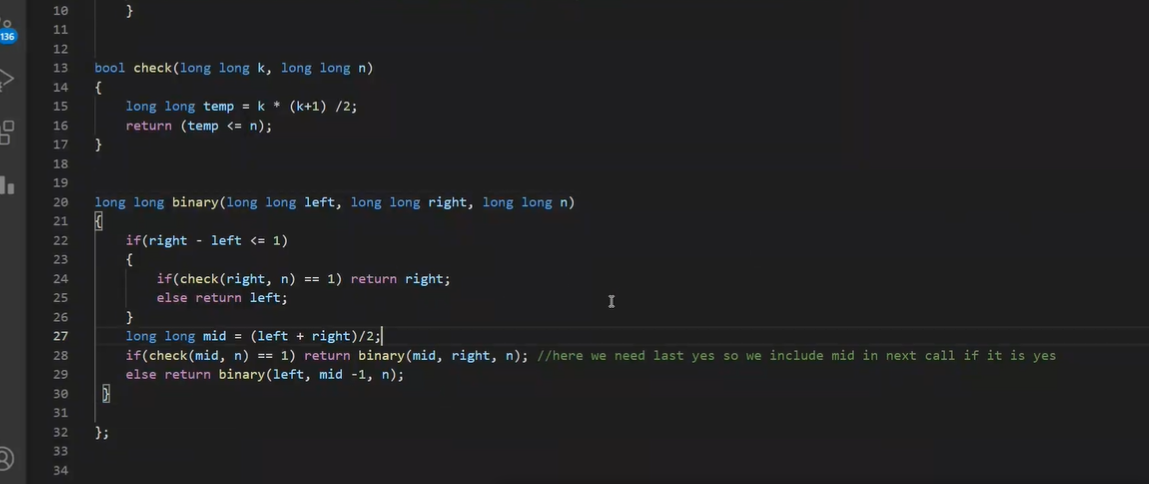 136
10 }
11
12
13 bool check(long long k, long long n)
14 {
15 long long temp = k * (k+1) /2;
16 return (temp <= n);
17 }
18
19
20 long long binary(long long left, long long right, long long n)
21 {
22 if(right - left <= 1)
23 {
24 if(check(right, n) == 1) return right;
25 else return left;
26 }
27 long long mid = (left + right)/2;
28 if(check(mid, n) == 1) return binary(mid, right, n); //here we need last yes so we include mid in next call if it is yes
29 else return binary(left, mid -1, n);
30 }
31
32 };
33
34